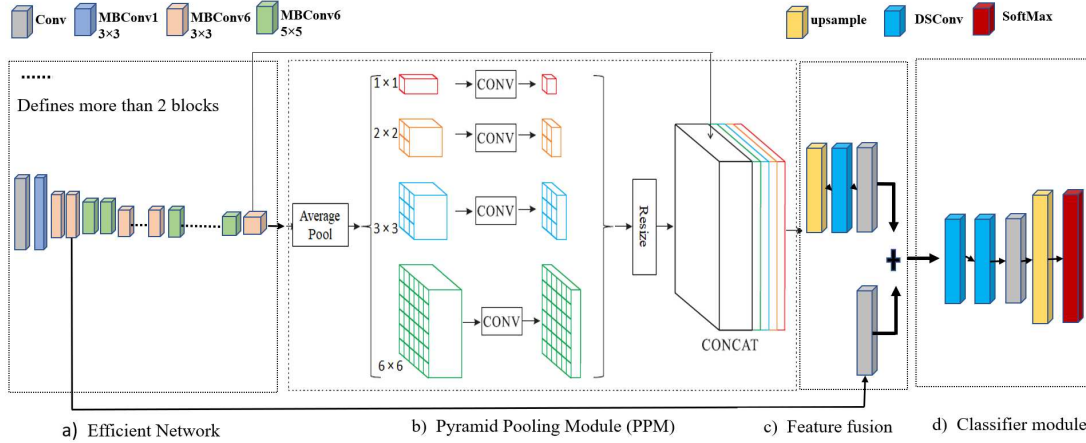 Conv
MBConv1
3×3
MBConv6
3×3
MBConv6
5×5
upsample
DSConv
SoftMax
......
Defines more than 2 blocks
Average
Pool
1×1
CONV
2×2
CONV
3×3
CONV
6×6
CONV
Resize
CONCAT
+
a) Efficient Network
b) Pyramid Pooling Module (PPM)
c) Feature fusion
d) Classifier module